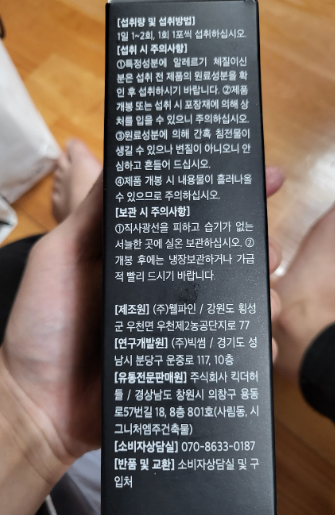 [섭취량 및 섭취방법]
1일 1~2회, 1회 1포씩 섭취하십시오.
[섭취 시 주의사항]
①특정성분에 알레르기 체질이신
분은 섭취 전 제품의 원료성분을 확
인 후 섭취하시기 바랍니다. ②제품
개봉 또는 섭취 시 포장재에 의해 상
처를 입을 수 있으니 주의하십시오.
③원료성분에 의해 간혹 침전물이
생길 수 있으나 변질이 아니오니 안
심하고 흔들어 드십시오.
④제품 개봉 시 내용물이 흘러나올
수 있으므로 주의하십시오.
[보관 시 주의사항]
①직사광선을 피하고 습기가 없는
서늘한 곳에 실온 보관하십시오. ②
개봉 후에는 냉장보관하거나 가급
적 빨리 드시기 바랍니다.
[제조원] (주)웰파인 / 강원도 횡성
군 우천면 우천제2농공단지로 77
[연구개발원] (주)빅썸 / 경기도 성
남시 분당구 운중로 117, 10층
[유통전문판매원] 주식회사 킥더허
들 / 경상남도 창원시 의창구 용동
로57번길 18, 8층 801호(사림동, 시
그니처엠주건축물)
[소비자상담실] 070-8633-0187
[반품 및 교환] 소비자상담실 및 구
입처